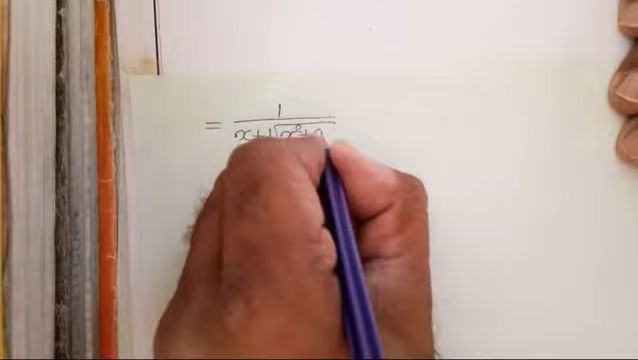 = 1/(x+√(x²+a